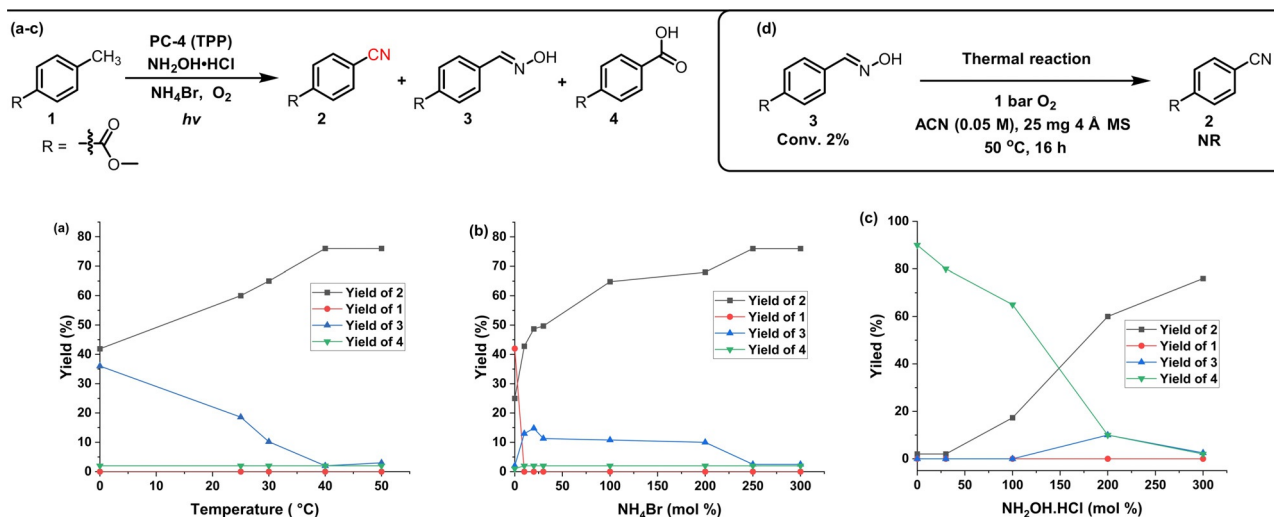 (a-c)
PC-4 (TPP)
NH₂OH•HCl
NH₄Br, O₂
hv
CH₃
R
1
R =
O
O
CN
R
2
+
N
OH
R
3
+
OH
O
R
4
(d)
N
OH
R
3
Conv. 2%
Thermal reaction
1 bar O₂
ACN (0.05 M), 25 mg 4 Å MS
50 °C, 16 h
CN
R
2
NR
(a)
Yield (%)
80
70
60
50
40
30
20
10
0
Yield of 2
Yield of 1
Yield of 3
Yield of 4
0 10 20 30 40 50
Temperature ( °C)
(b)
Yield (%)
80
70
60
50
40
30
20
10
0
Yield of 2
Yield of 1
Yield of 3
Yield of 4
0 50 100 150 200 250 300
NH₄Br (mol %)
(c)
Yiled (%)
100
80
60
40
20
0
Yield of 2
Yield of 1
Yield of 3
Yield of 4
0 50 100 150 200 250 300
NH₂OH.HCl (mol %)